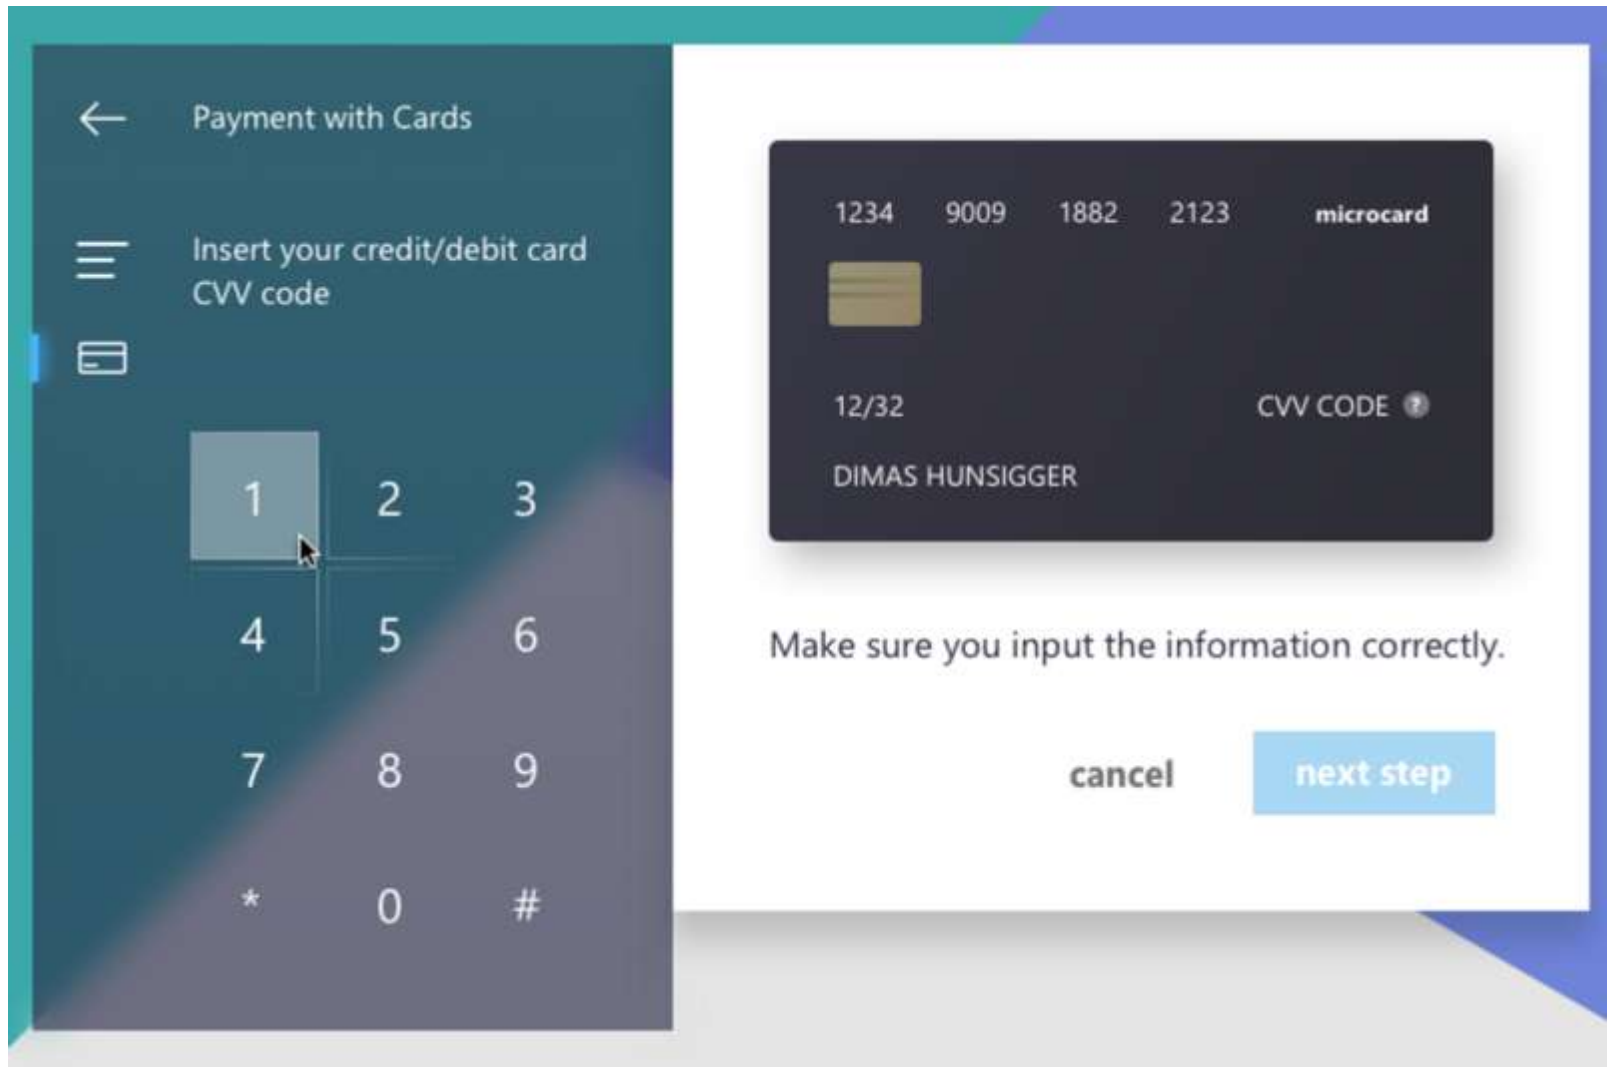 Payment with Cards
Insert your credit/debit card
CVV code
1 2 3
4 5 6
7 8 9
* 0 #
1234 9009 1882 2123 microcard
12/32 CVV CODE ?
DIMAS HUNSIGGER
Make sure you input the information correctly.
cancel next step